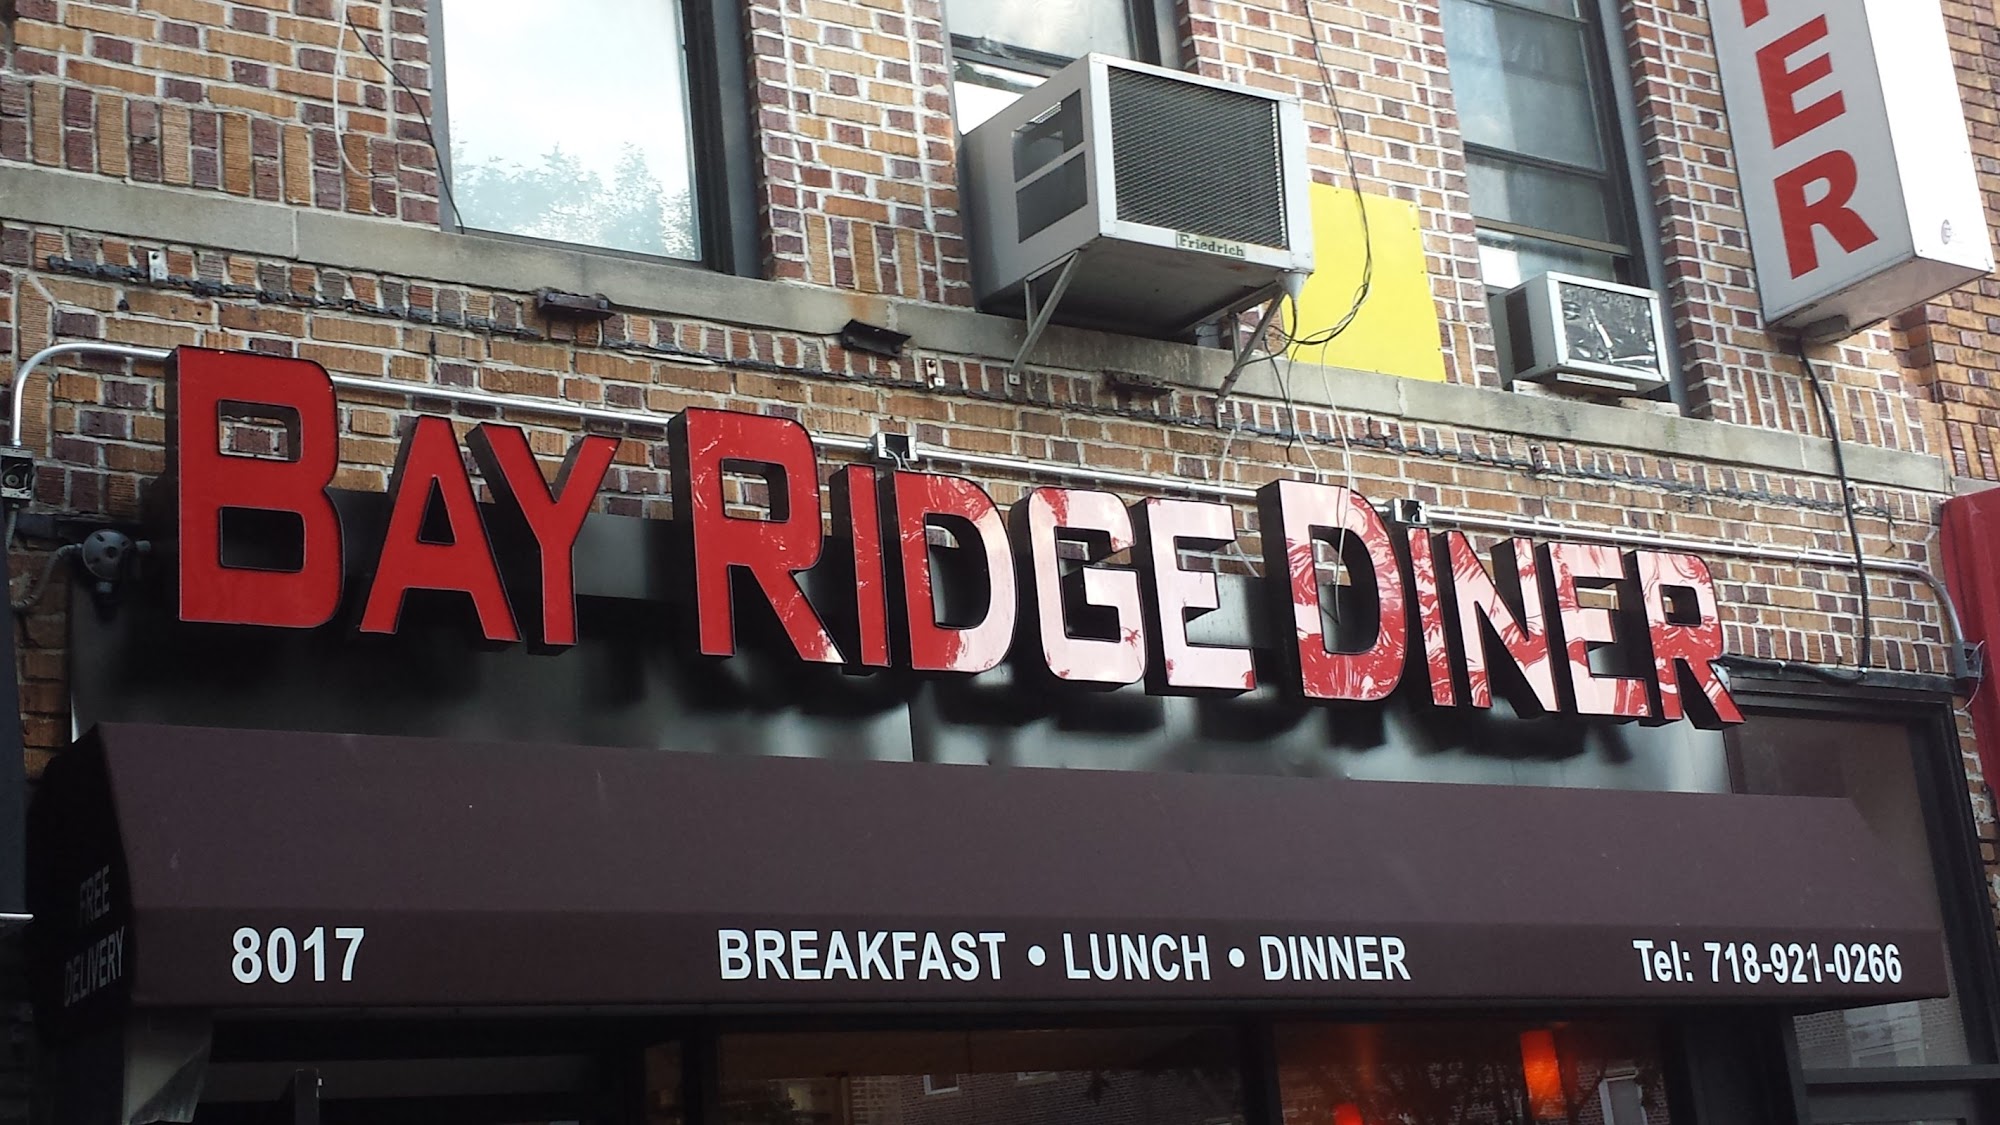 ER
Friedrich
BAY RIDGE DINER
FREE
DELIVERY
8017
BREAKFAST • LUNCH • DINNER
Tel: 718-921-0266